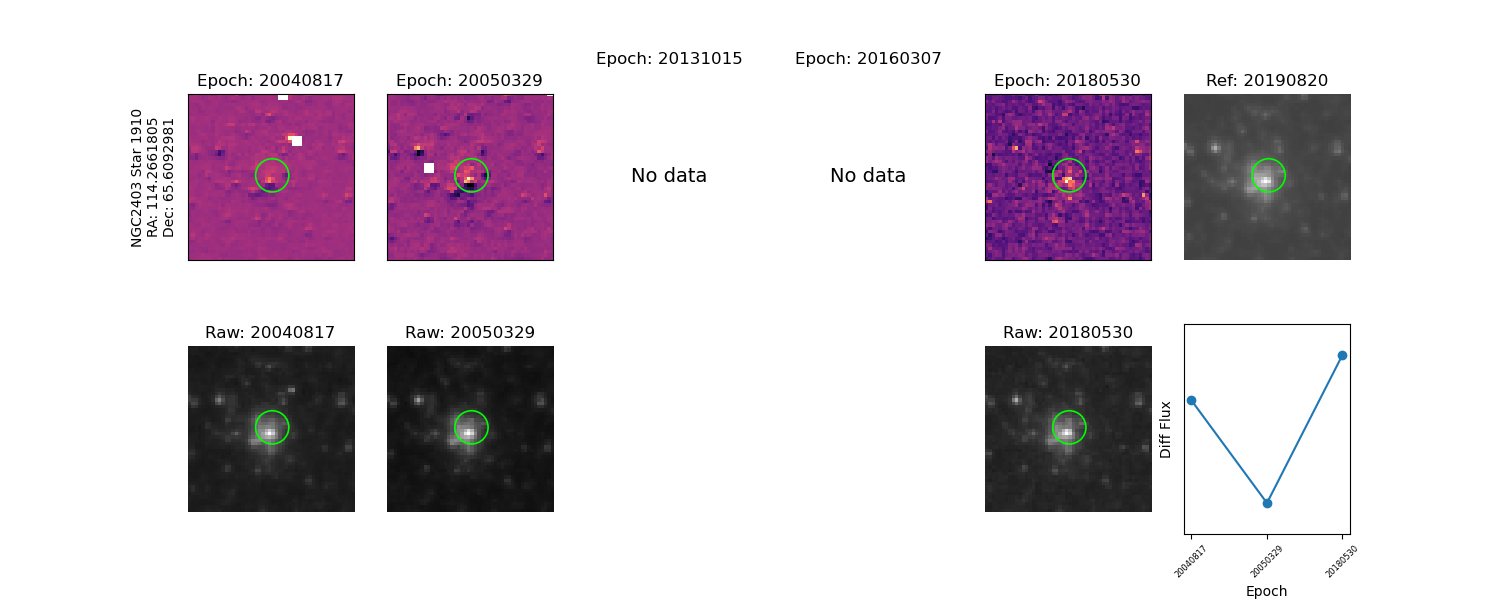 Epoch: 20131015
Epoch: 20160307
Epoch: 20040817
Epoch: 20050329
Epoch: 20180530
Ref: 20190820
NGC2403 Star 1910
RA: 114.2661805
Dec: 65.6092981
No data
No data
Raw: 20040817
Raw: 20050329
Raw: 20180530
Diff Flux
20040817
20050329
20180530
Epoch